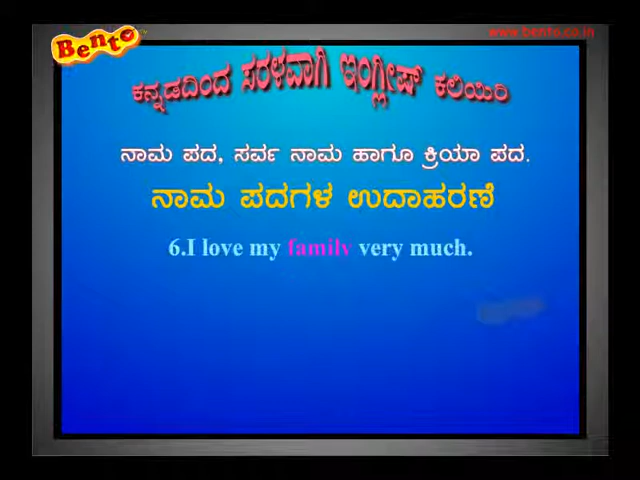 Bento
www.bento.co.in
ಕನ್ನಡದಿಂದ ಸರಳವಾಗಿ ಇಂಗ್ಲೀಷ್ ಕಲಿಯಿರಿ
ನಾಮ ಪದ, ಸರ್ವ ನಾಮ ಹಾಗೂ ಕ್ರಿಯಾ ಪದ.
ನಾಮ ಪದಗಳ ಉದಾಹರಣೆ
6.I love my family very much.